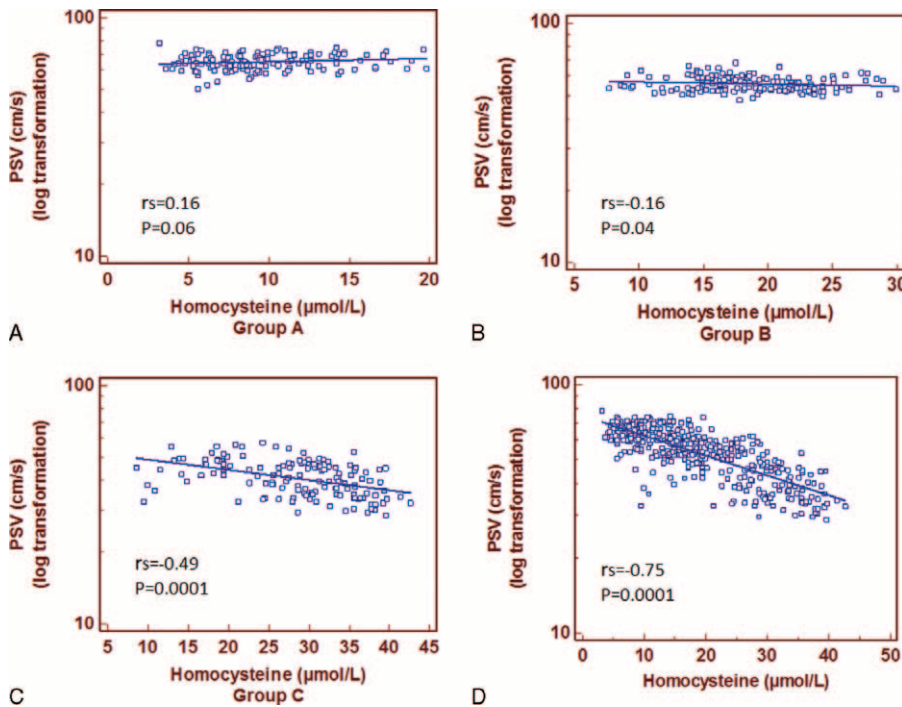 100
PSV (cm/s)
(log transformation)
rs=0.16
P=0.06
10
0 5 10 15 20
Homocysteine (μmol/L)
Group A
A
100
PSV (cm/s)
(log transformation)
rs=-0.16
P=0.04
10
5 10 15 20 25 30
Homocysteine (μmol/L)
Group B
B
100
PSV (cm/s)
(log transformation)
rs=-0.49
P=0.0001
10
5 10 15 20 25 30 35 40 45
Homocysteine (μmol/L)
Group C
C
100
PSV (cm/s)
(log transformation)
rs=-0.75
P=0.0001
10
0 10 20 30 40 50
Homocysteine (μmol/L)
D